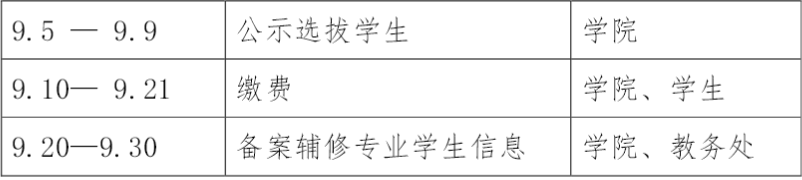 9.5 — 9.9 公示选拔学生 学院
9.10— 9.21 缴费 学院、学生
9.20—9.30 备案辅修专业学生信息 学院、教务处